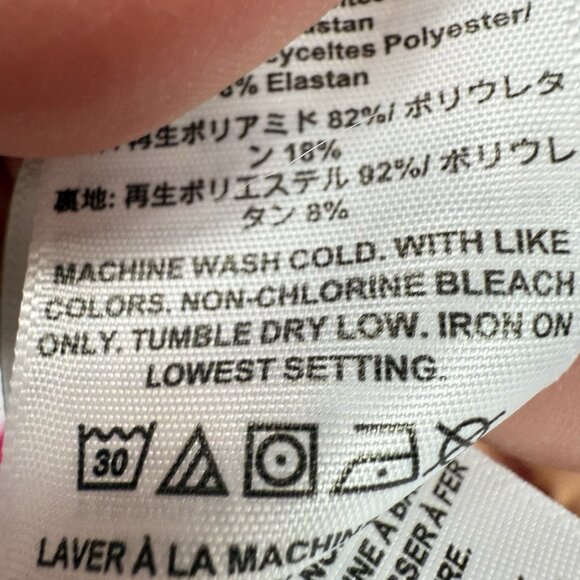 Elastan
Polyester/
% Elastan
再生ポリアミド 82%/ ポリウレタ
ン 18%
裏地: 再生ポリエステル 92%/ ポリウレ
タン 8%
MACHINE WASH COLD. WITH LIKE
COLORS. NON-CHLORINE BLEACH
ONLY. TUMBLE DRY LOW. IRON ON
LOWEST SETTING.
30
LAVER À LA